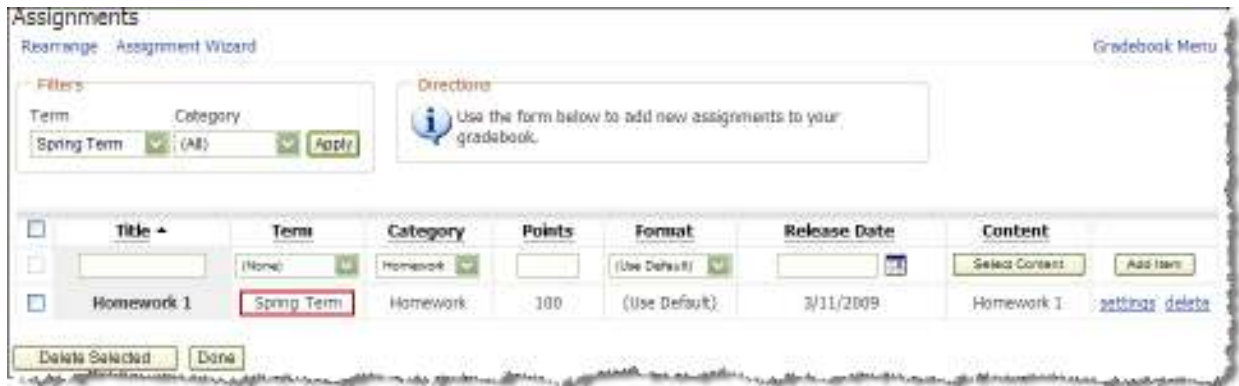 Assignments
Rearrange Assignment Wizard Gradebook Menu
Filters
Term Category
Spring Term (All) Apply
Directions
Use the form below to add new assignments to your
gradebook.
Title Term Category Points Format Release Date Content
(None) Homework (Use Default) Select Content Add Item
Homework 1 Spring Term Homework 100 (Use Default) 3/11/2009 Homework 1 settings delete
Delete Selected Done